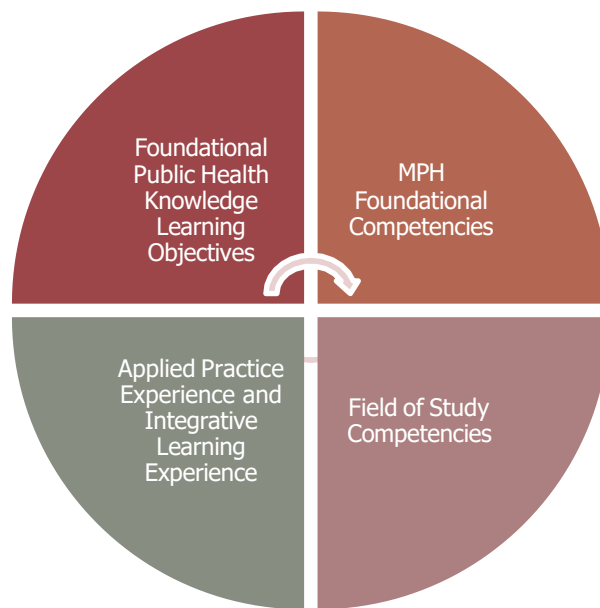 Foundational
Public Health
Knowledge
Learning
Objectives
MPH
Foundational
Competencies
Applied Practice
Experience and
Integrative
Learning
Experience
Field of Study
Competencies